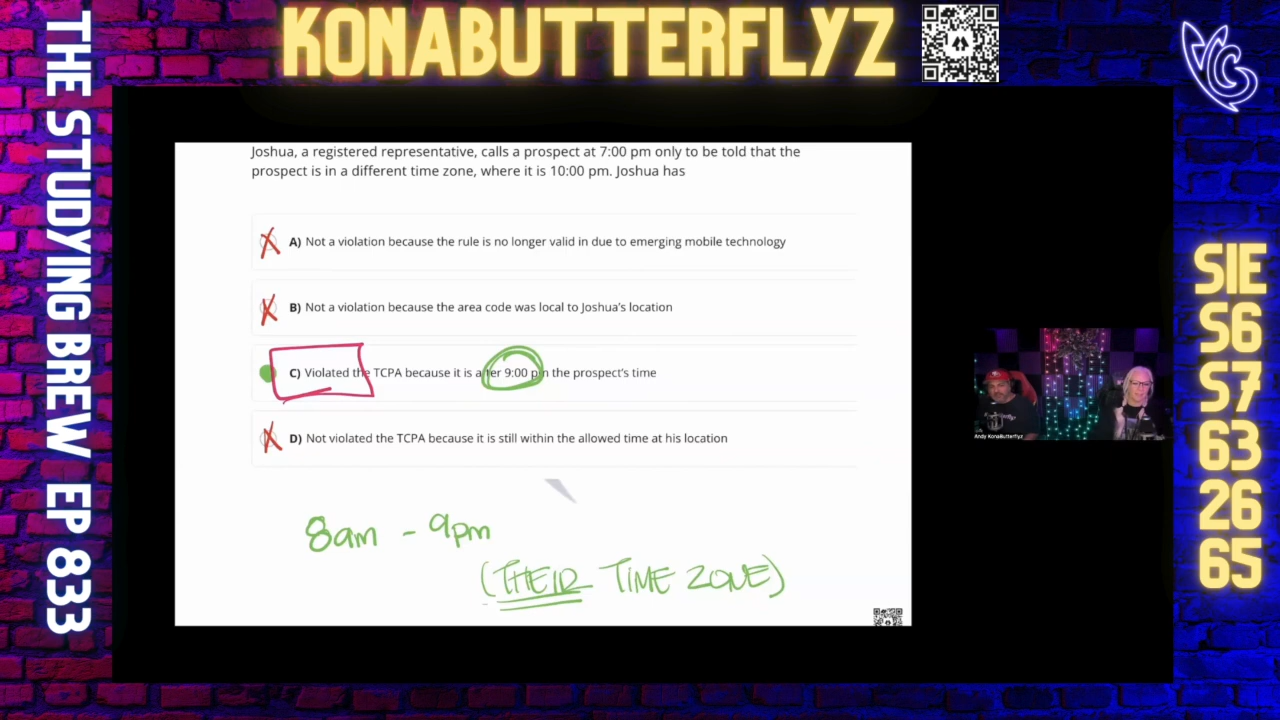 KONABUTTERFLYZ
THE STUDYING BREW EP 833
Joshua, a registered representative, calls a prospect at 7:00 pm only to be told that the
prospect is in a different time zone, where it is 10:00 pm. Joshua has
A) Not a violation because the rule is no longer valid in due to emerging mobile technology
B) Not a violation because the area code was local to Joshua's location
C) Violated the TCPA because it is after 9:00 pm the prospect's time
D) Not violated the TCPA because it is still within the allowed time at his location
8am - 9pm
(THEIR TIME ZONE)
Andy KonaButterflyz
SIE
S6
S7
63
26
65